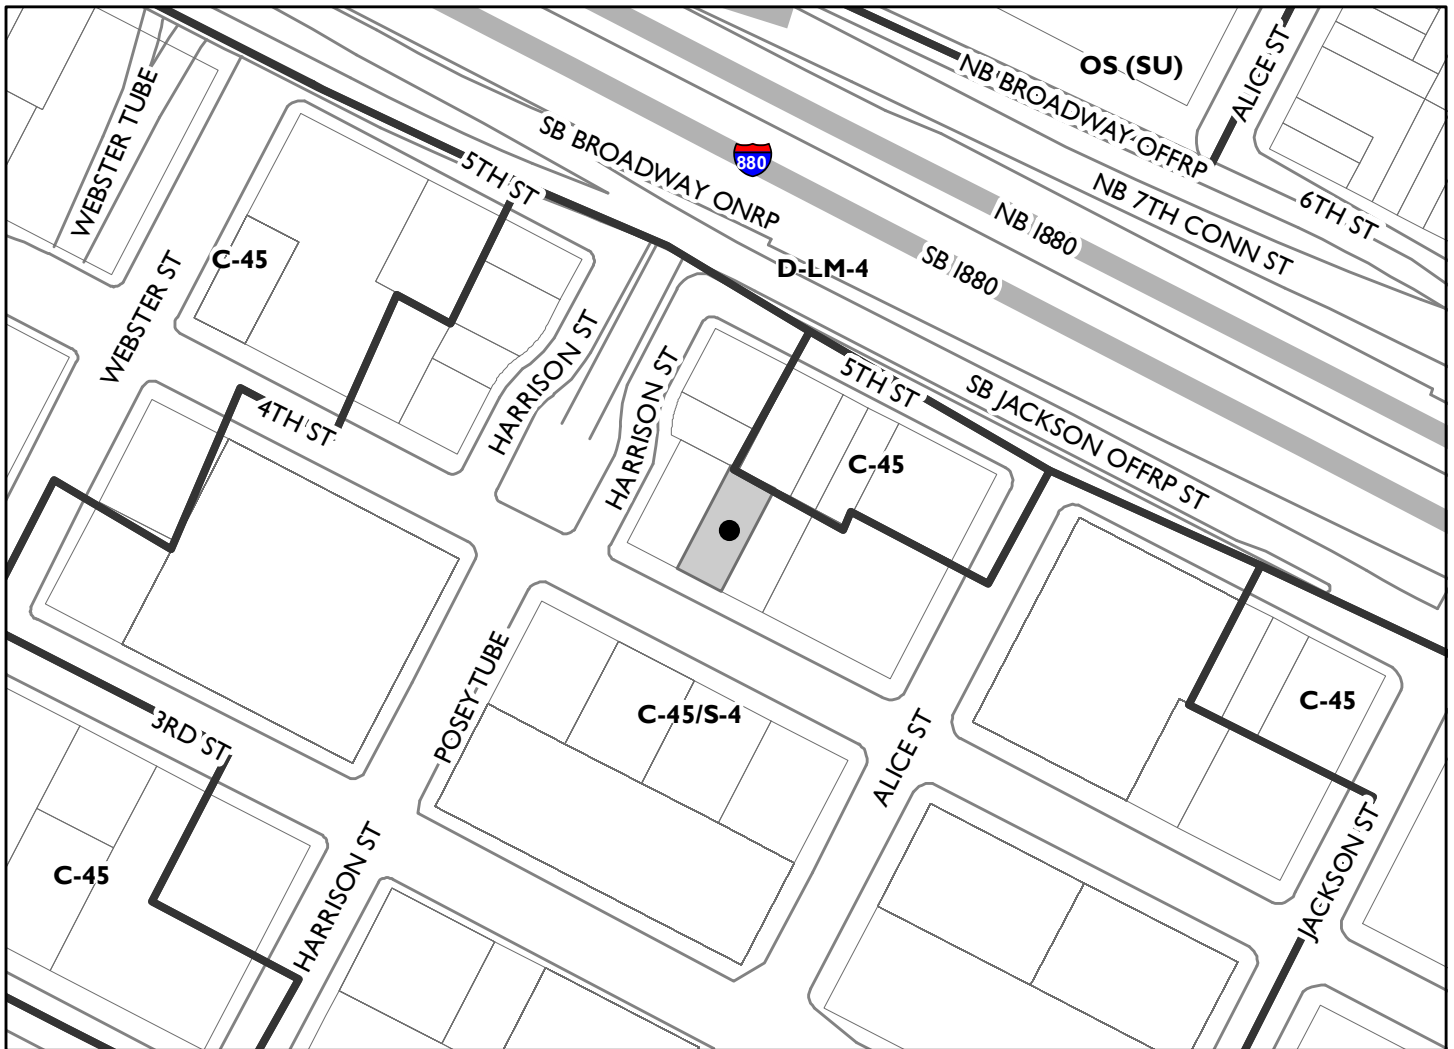 OS (SU)
ALICE ST
NB BROADWAY OFFRP
WEBSTER TUBE
SB BROADWAY ONRP
880
5TH ST
NB 7TH CONN ST
6TH ST
NB I880
C-45
D-LM-4
SB I880
WEBSTER ST
HARRISON ST
HARRISON ST
5TH ST
SB JACKSON OFFRP ST
4TH ST
C-45
POSEY TUBE
C-45/S-4
C-45
3RD ST
ALICE ST
C-45
HARRISON ST
JACKSON ST